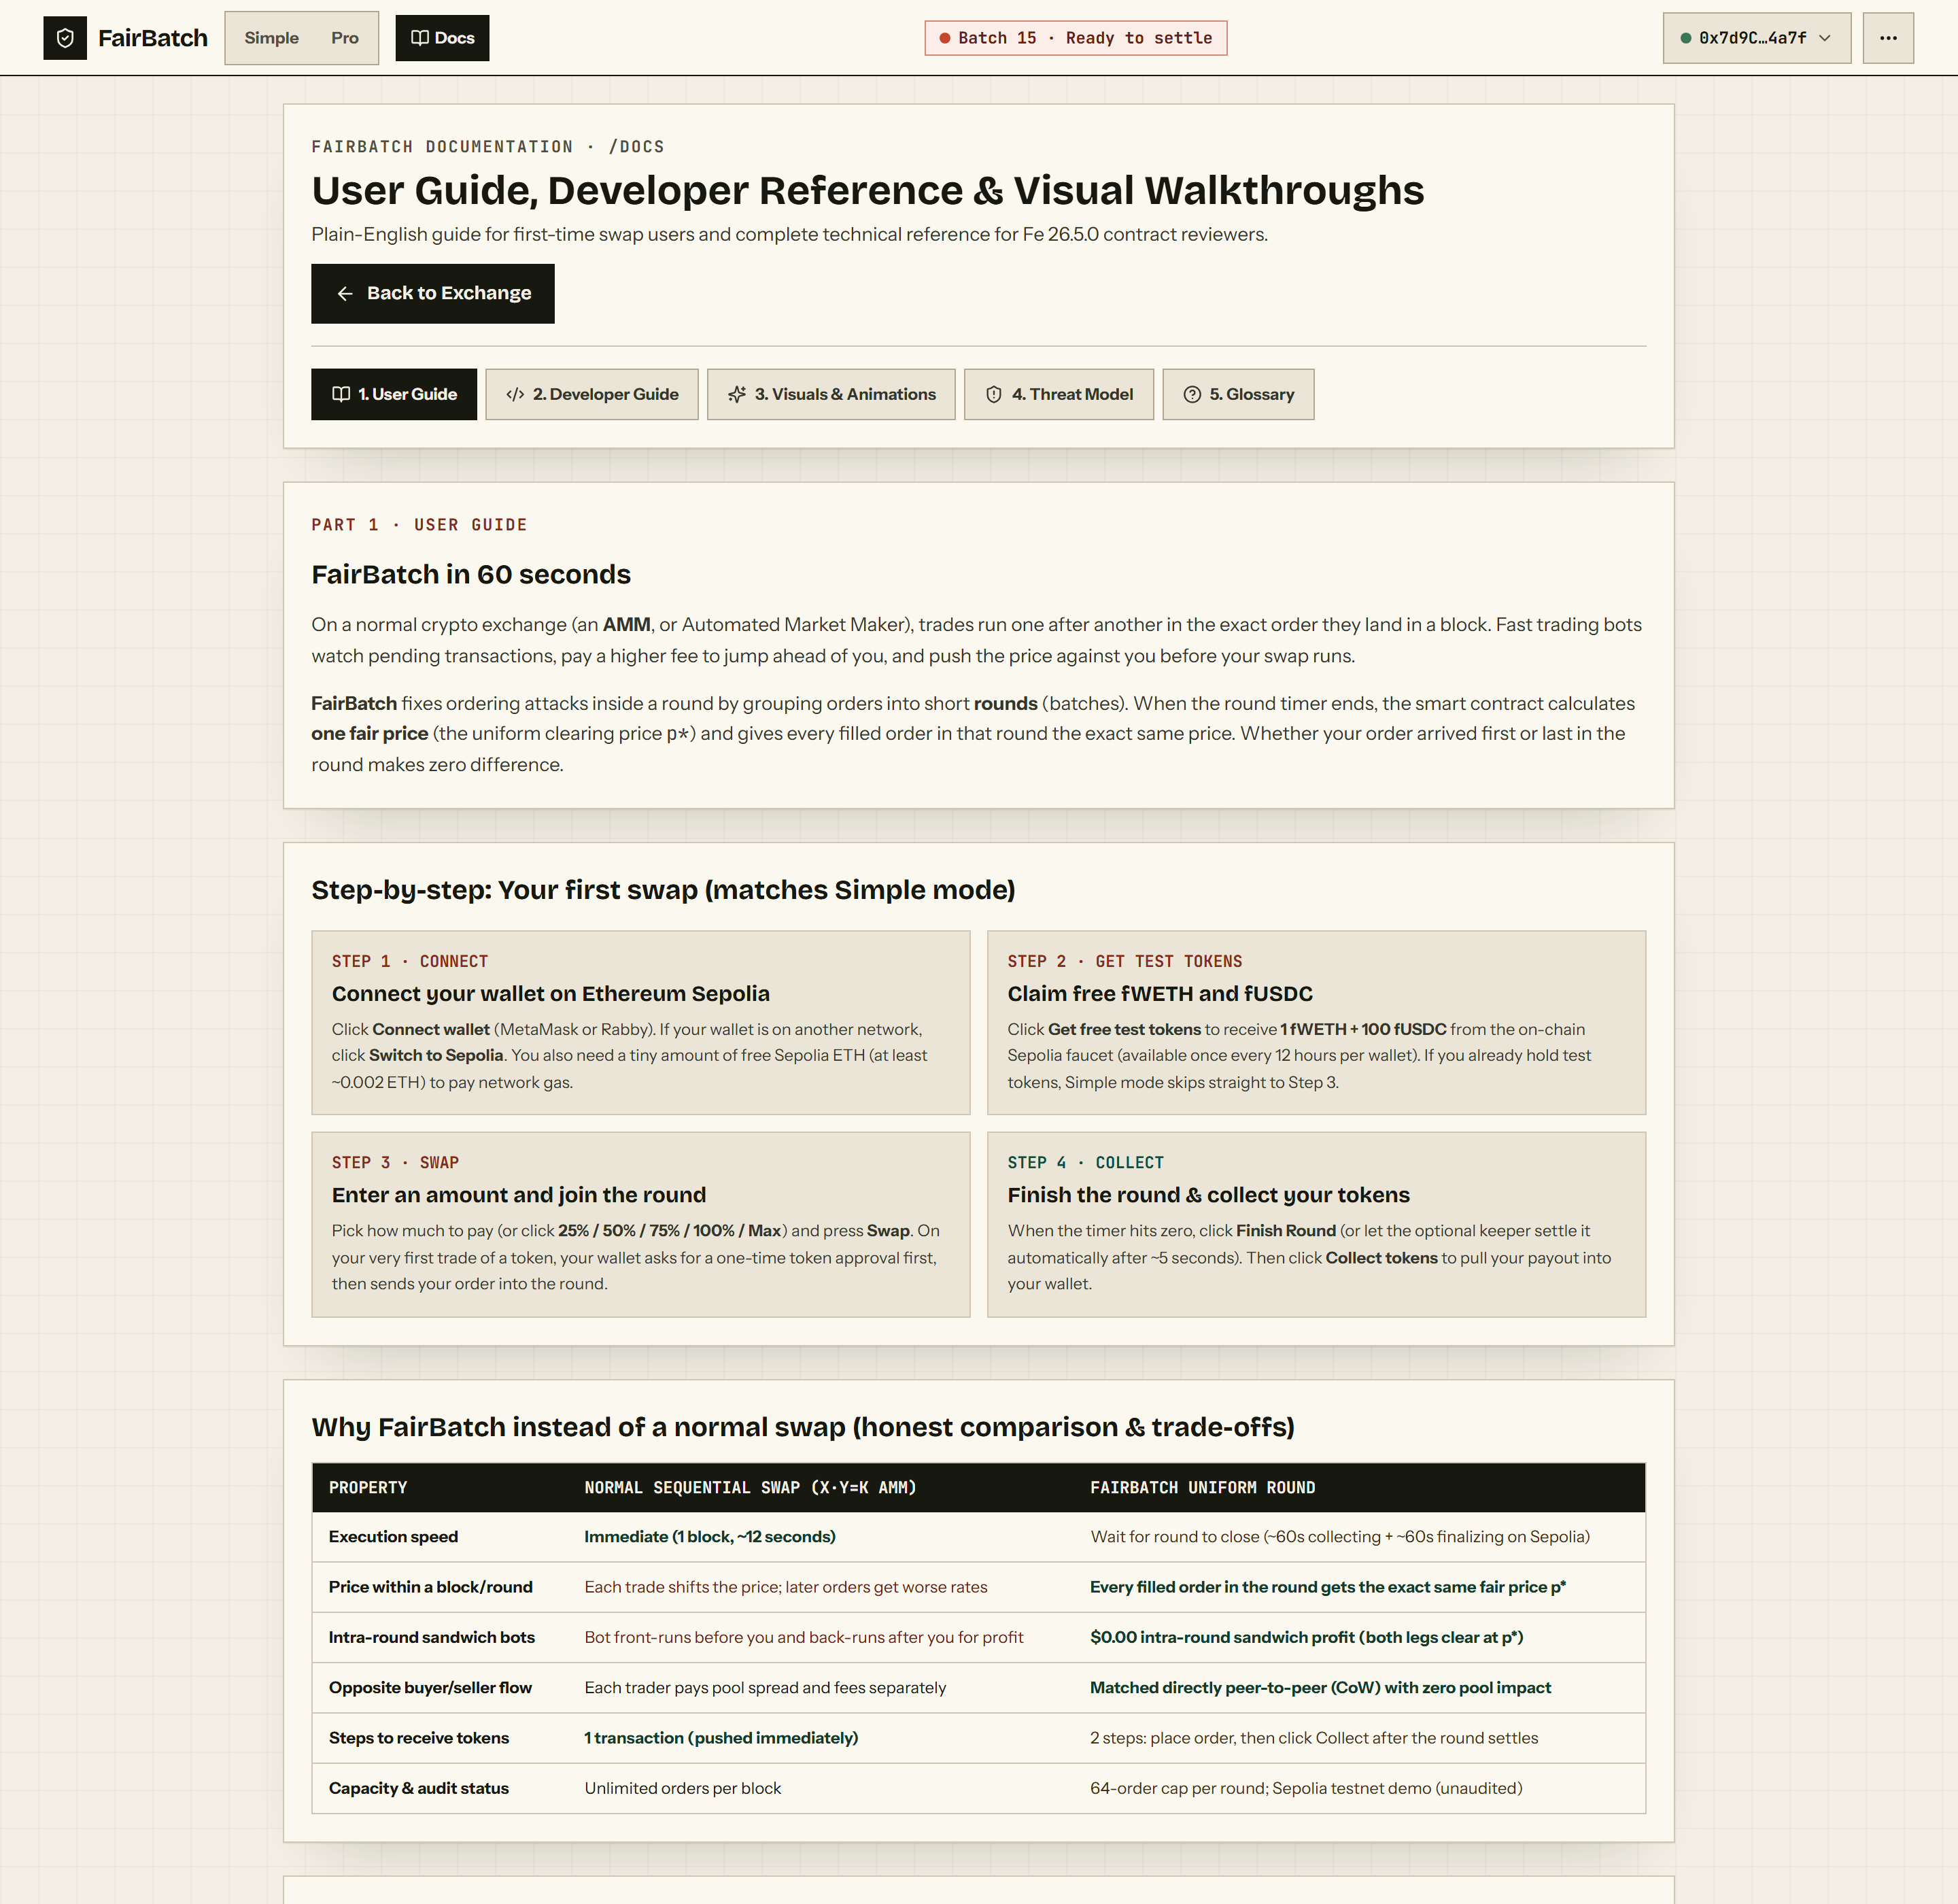 FairBatch
Simple
Pro
Docs
Batch 15 · Ready to settle
0x7d9C…4a7f
FAIRBATCH DOCUMENTATION · /DOCS
User Guide, Developer Reference & Visual Walkthroughs
Plain-English guide for first-time swap users and complete technical reference for Fe 26.5.0 contract reviewers.
Back to Exchange
1. User Guide
2. Developer Guide
3. Visuals & Animations
4. Threat Model
5. Glossary
PART 1 · USER GUIDE
FairBatch in 60 seconds
On a normal crypto exchange (an AMM, or Automated Market Maker), trades run one after another in the exact order they land in a block. Fast trading bots
watch pending transactions, pay a higher fee to jump ahead of you, and push the price against you before your swap runs.
FairBatch fixes ordering attacks inside a round by grouping orders into short rounds (batches). When the round timer ends, the smart contract calculates
one fair price (the uniform clearing price p*) and gives every filled order in that round the exact same price. Whether your order arrived first or last in the
round makes zero difference.
Step-by-step: Your first swap (matches Simple mode)
STEP 1 · CONNECT
Connect your wallet on Ethereum Sepolia
Click Connect wallet (MetaMask or Rabby). If your wallet is on another network,
click Switch to Sepolia. You also need a tiny amount of free Sepolia ETH (at least
~0.002 ETH) to pay network gas.
STEP 2 · GET TEST TOKENS
Claim free fWETH and fUSDC
Click Get free test tokens to receive 1 fWETH + 100 fUSDC from the on-chain
Sepolia faucet (available once every 12 hours per wallet). If you already hold test
tokens, Simple mode skips straight to Step 3.
STEP 3 · SWAP
Enter an amount and join the round
Pick how much to pay (or click 25% / 50% / 75% / 100% / Max) and press Swap. On
your very first trade of a token, your wallet asks for a one-time token approval first,
then sends your order into the round.
STEP 4 · COLLECT
Finish the round & collect your tokens
When the timer hits zero, click Finish Round (or let the optional keeper settle it
automatically after ~5 seconds). Then click Collect tokens to pull your payout into
your wallet.
Why FairBatch instead of a normal swap (honest comparison & trade-offs)
PROPERTY
NORMAL SEQUENTIAL SWAP (X·Y=K AMM)
FAIRBATCH UNIFORM ROUND
Execution speed
Immediate (1 block, ~12 seconds)
Wait for round to close (~60s collecting + ~60s finalizing on Sepolia)
Price within a block/round
Each trade shifts the price; later orders get worse rates
Every filled order in the round gets the exact same fair price p*
Intra-round sandwich bots
Bot front-runs before you and back-runs after you for profit
$0.00 intra-round sandwich profit (both legs clear at p*)
Opposite buyer/seller flow
Each trader pays pool spread and fees separately
Matched directly peer-to-peer (CoW) with zero pool impact
Steps to receive tokens
1 transaction (pushed immediately)
2 steps: place order, then click Collect after the round settles
Capacity & audit status
Unlimited orders per block
64-order cap per round; Sepolia testnet demo (unaudited)